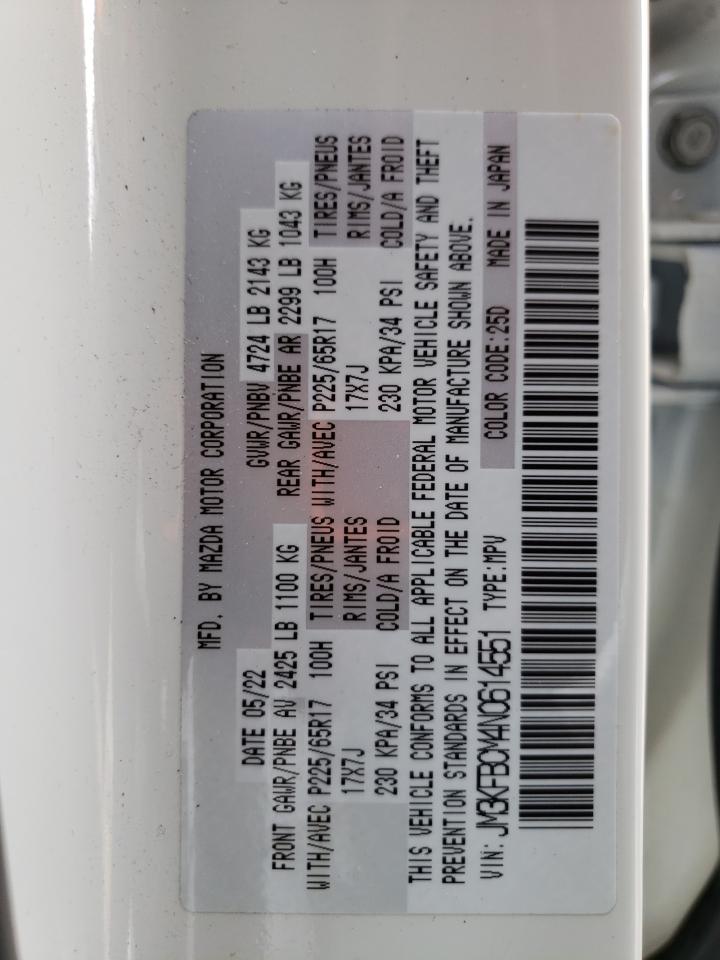 MFD. BY MAZDA MOTOR CORPORATION
DATE 05/22 GVWR/PNBV 4724 LB 2143 KG
FRONT GAWR/PNBE AV 2425 LB 1100 KG REAR GAWR/PNBE AR 2299 LB 1043 KG
WITH/AVEC P225/65R17 100H TIRES/PNEUS WITH/AVEC P225/65R17 100H TIRES/PNEUS
17X7J RIMS/JANTES 17X7J RIMS/JANTES
230 KPA/34 PSI COLD/A FROID 230 KPA/34 PSI COLD/A FROID
THIS VEHICLE CONFORMS TO ALL APPLICABLE FEDERAL MOTOR VEHICLE SAFETY AND THEFT
PREVENTION STANDARDS IN EFFECT ON THE DATE OF MANUFACTURE SHOWN ABOVE.
VIN: JM3KFBCM4N0614551 TYPE:MPV COLOR CODE:25D MADE IN JAPAN